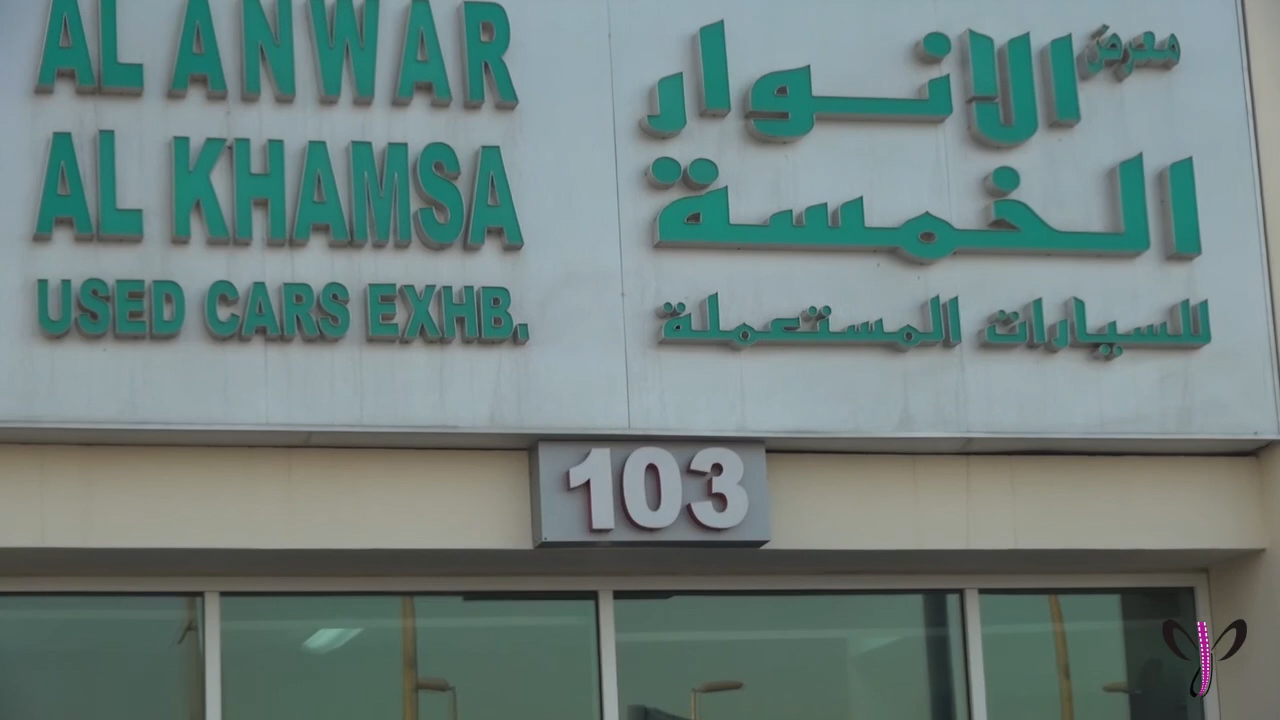 AL ANWAR
AL KHAMSA
USED CARS EXHB.
معرض الانوار
الخمسة
للسيارات المستعملة
103